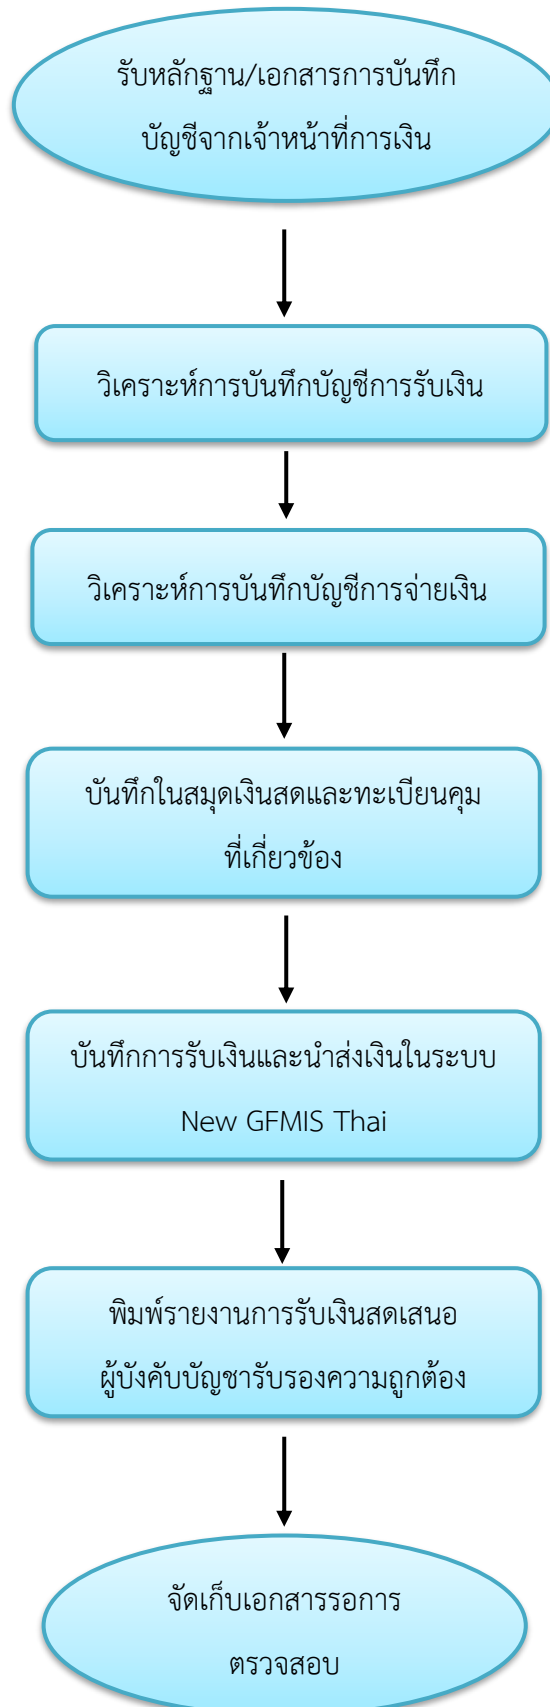 รับหลักฐาน/เอกสารการบันทึก
บัญชีจากเจ้าหน้าที่การเงิน
วิเคราะห์การบันทึกบัญชีการรับเงิน
วิเคราะห์การบันทึกบัญชีการจ่ายเงิน
บันทึกในสมุดเงินสดและทะเบียนคุม
ที่เกี่ยวข้อง
บันทึกการรับเงินและนำส่งเงินในระบบ
New GFMIS Thai
พิมพ์รายงานการรับเงินสดเสนอ
ผู้บังคับบัญชารับรองความถูกต้อง
จัดเก็บเอกสารรอการ
ตรวจสอบ